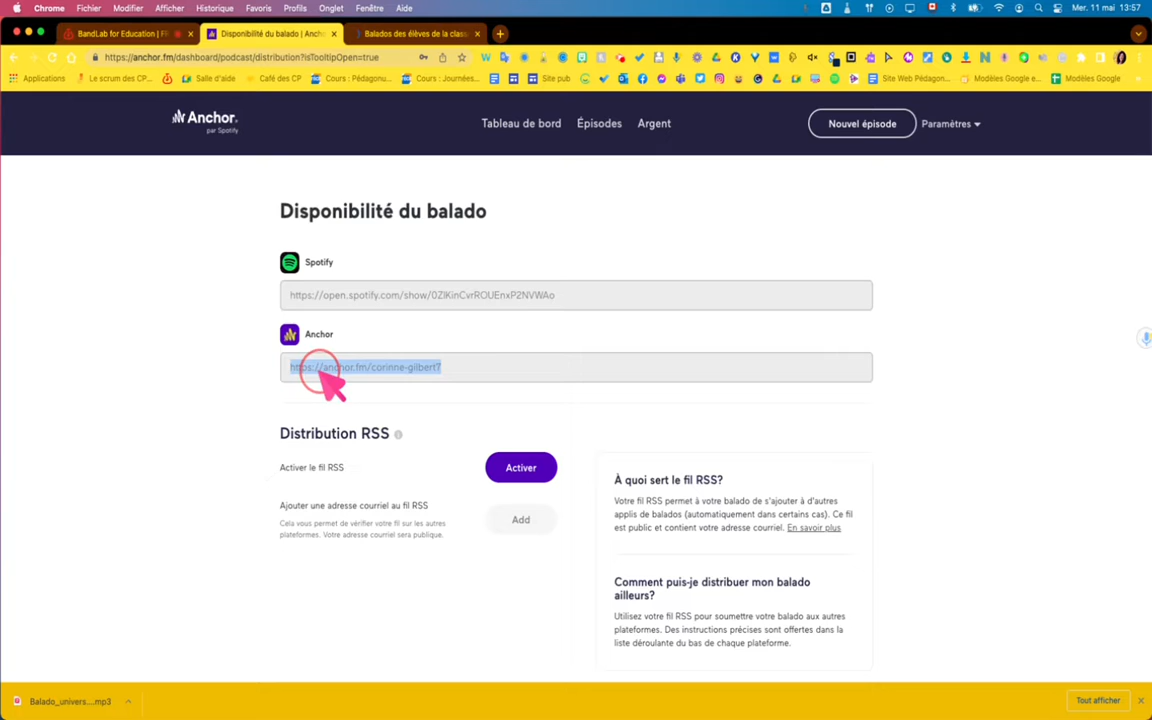 Chrome Fichier Modifier Afficher Historique Favoris Profils Onglet Fenêtre Aide
Mer. 11 mai 13:57
BandLab for Education | Fr
Disponibilité du balado | Anch
Balados des élèves de la class
https://anchor.fm/dashboard/podcast/distribution?isTooltipOpen=true
Applications
Le scrum des CP...
Salle d'aide
Café des CP
Cours : Pédagonu...
Cours : Journées...
Site pub
Site Web Pédagon...
Modèles Google e...
Modèles Google
Anchor
par Spotify
Tableau de bord
Épisodes
Argent
Nouvel épisode
Paramètres
Disponibilité du balado
Spotify
https://open.spotify.com/show/0ZIKinCvrROUEnxP2NVWAo
Anchor
https://anchor.fm/corinne-gilbert7
Distribution RSS
Activer le fil RSS
Activer
Ajouter une adresse courriel au fil RSS
Cela vous permet de vérifier votre fil sur les autres
plateformes. Votre adresse courriel sera publique.
Add
À quoi sert le fil RSS?
Votre fil RSS permet à votre balado de s'ajouter à d'autres
applis de balados (automatiquement dans certains cas). Ce fil
est public et contient votre adresse courriel. En savoir plus
Comment puis-je distribuer mon balado
ailleurs?
Utilisez votre fil RSS pour soumettre votre balado aux autres
plateformes. Des instructions précises sont offertes dans la
liste déroulante du bas de chaque plateforme.
Balado_univers....mp3
Tout afficher